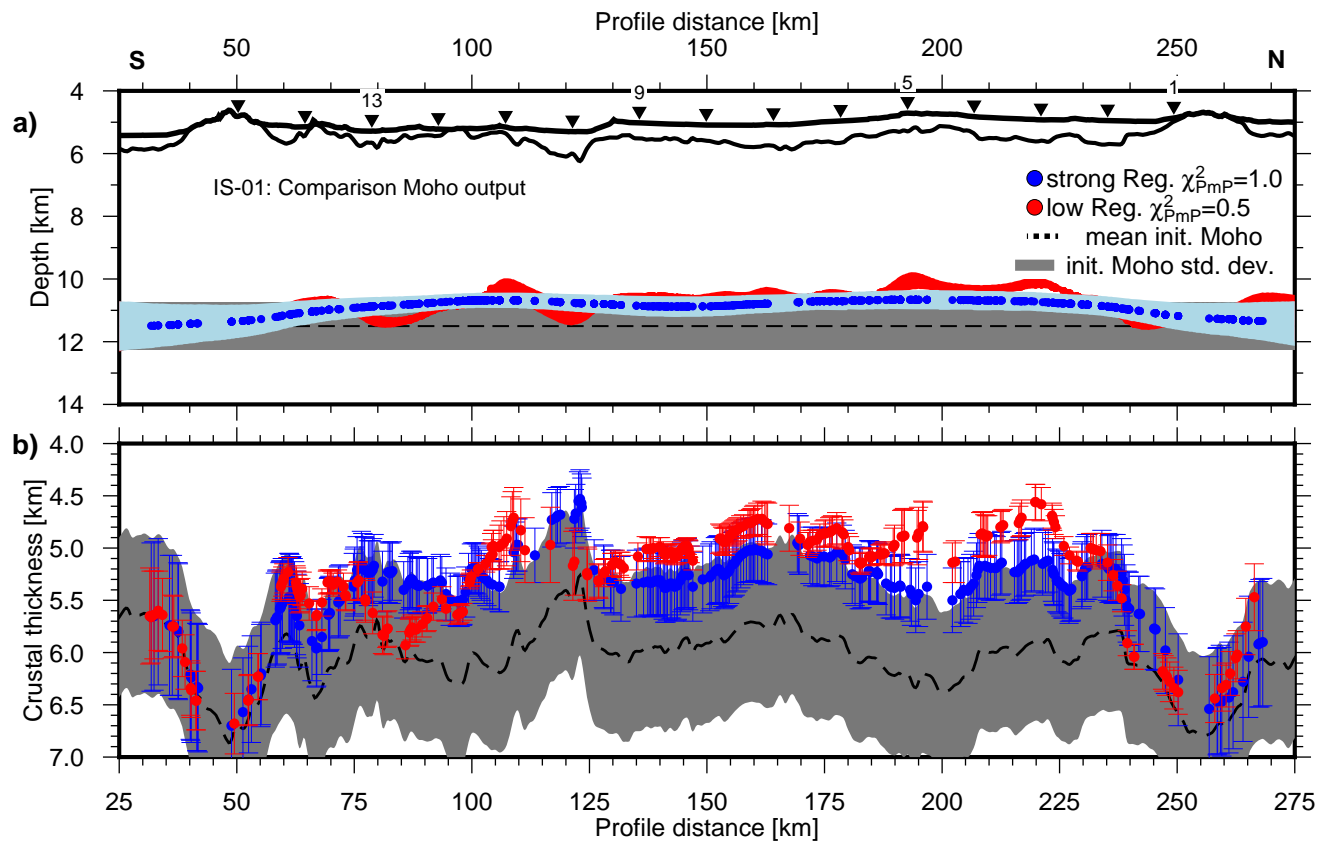 Profile distance [km]
50 100 150 200 250
S N
a)
13 9 5 1
4
6
8
10
12
14
Depth [km]
IS-01: Comparison Moho output
strong Reg. χ²PmP=1.0
low Reg. χ²PmP=0.5
mean init. Moho
init. Moho std. dev.
b)
4.0
4.5
5.0
5.5
6.0
6.5
7.0
Crustal thickness [km]
25 50 75 100 125 150 175 200 225 250 275
Profile distance [km]